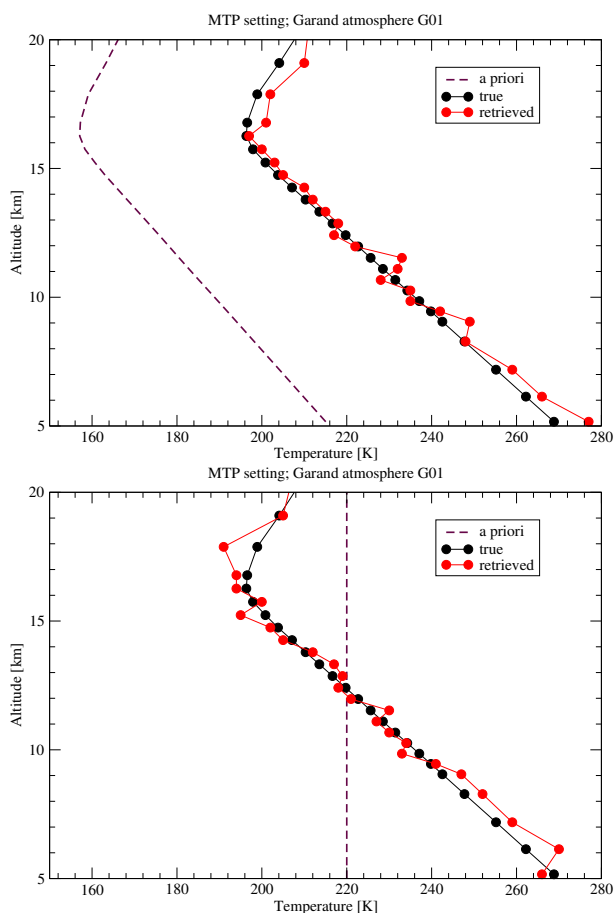 MTP setting; Garand atmosphere G01
20
15
10
5
Altitude [km]
a priori
true
retrieved
160
200
220
240
260
280
Temperature [K]
MTP setting; Garand atmosphere G01
20
15
10
5
Altitude [km]
a priori
true
retrieved
160
200
220
240
260
280
Temperature [K]